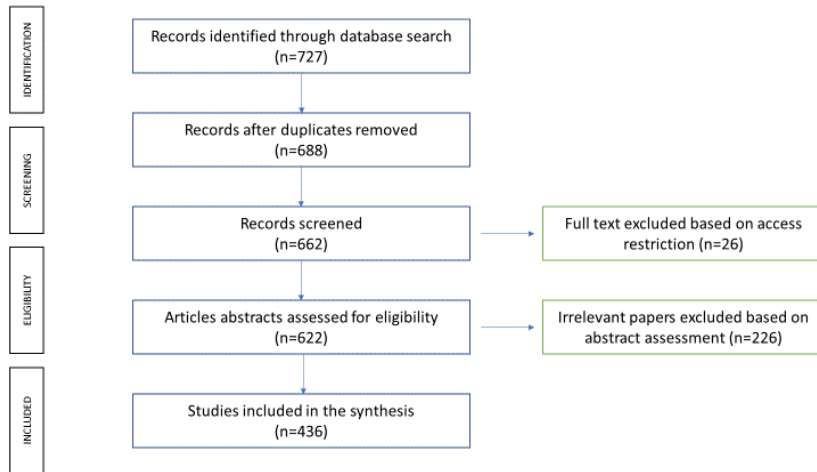 IDENTIFICATION
Records identified through database search
(n=727)
SCREENING
Records after duplicates removed
(n=688)
Records screened
(n=662)
Full text excluded based on access
restriction (n=26)
ELIGIBILITY
Articles abstracts assessed for eligibility
(n=622)
Irrelevant papers excluded based on
abstract assessment (n=226)
INCLUDED
Studies included in the synthesis
(n=436)